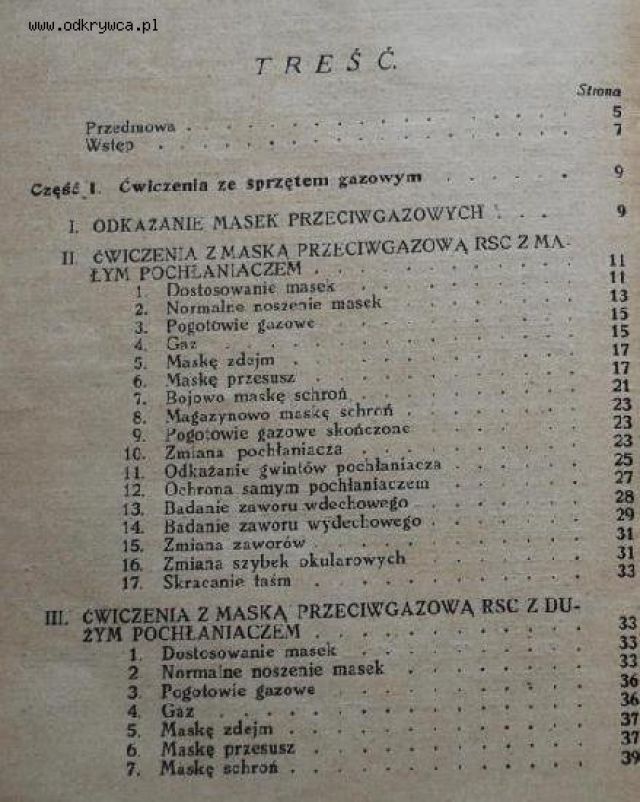 www.odkrywca.pl
TREŚĆ.
Strona
Przedmowa . . . . . . . . . . . . 5
Wstęp . . . . . . . . . . . . 7
Część I. Ćwiczenia ze sprzętem gazowym . . . . . 9
I. ODKAŻANIE MASEK PRZECIWGAZOWYCH . . . 9
II. ĆWICZENIA Z MASKĄ PRZECIWGAZOWĄ RSC Z MA-
ŁYM POCHŁANIACZEM . . . . . . . . . 11
1. Dostosowanie masek . . . . . . . . 11
2. Normalne noszenie masek . . . . . . . 13
3. Pogotowie gazowe . . . . . . . . 15
4. Gaz . . . . . . . . . . . 15
5. Maskę zdejm . . . . . . . . . 17
6. Maskę przesusz . . . . . . . . 17
7. Bojowo maskę schroń . . . . . . . 21
8. Magazynowo maskę schroń . . . . . . 23
9. Pogotowie gazowe skończone . . . . . . 23
10. Zmiana pochłaniacza . . . . . . . 23
11. Odkażanie gwintów pochłaniacza . . . . . 25
12. Ochrona samym pochłaniaczem . . . . . 27
13. Badanie zaworu wdechowego . . . . . . 28
14. Badanie zaworu wydechowego . . . . . . 29
15. Zmiana zaworów . . . . . . . . 31
16. Zmiana szybek okularowych . . . . . . 31
17. Skracanie taśm . . . . . . . . 33
III. ĆWICZENIA Z MASKĄ PRZECIWGAZOWĄ RSC Z DU-
ŻYM POCHŁANIACZEM . . . . . . . . . 33
1. Dostosowanie masek . . . . . . . . 33
2. Normalne noszenie masek . . . . . . . 33
3. Pogotowie gazowe . . . . . . . . 36
4. Gaz . . . . . . . . . . . 36
5. Maskę zdejm . . . . . . . . . 37
6. Maskę przesusz . . . . . . . . 37
7. Maskę schroń . . . . . . . . . 39